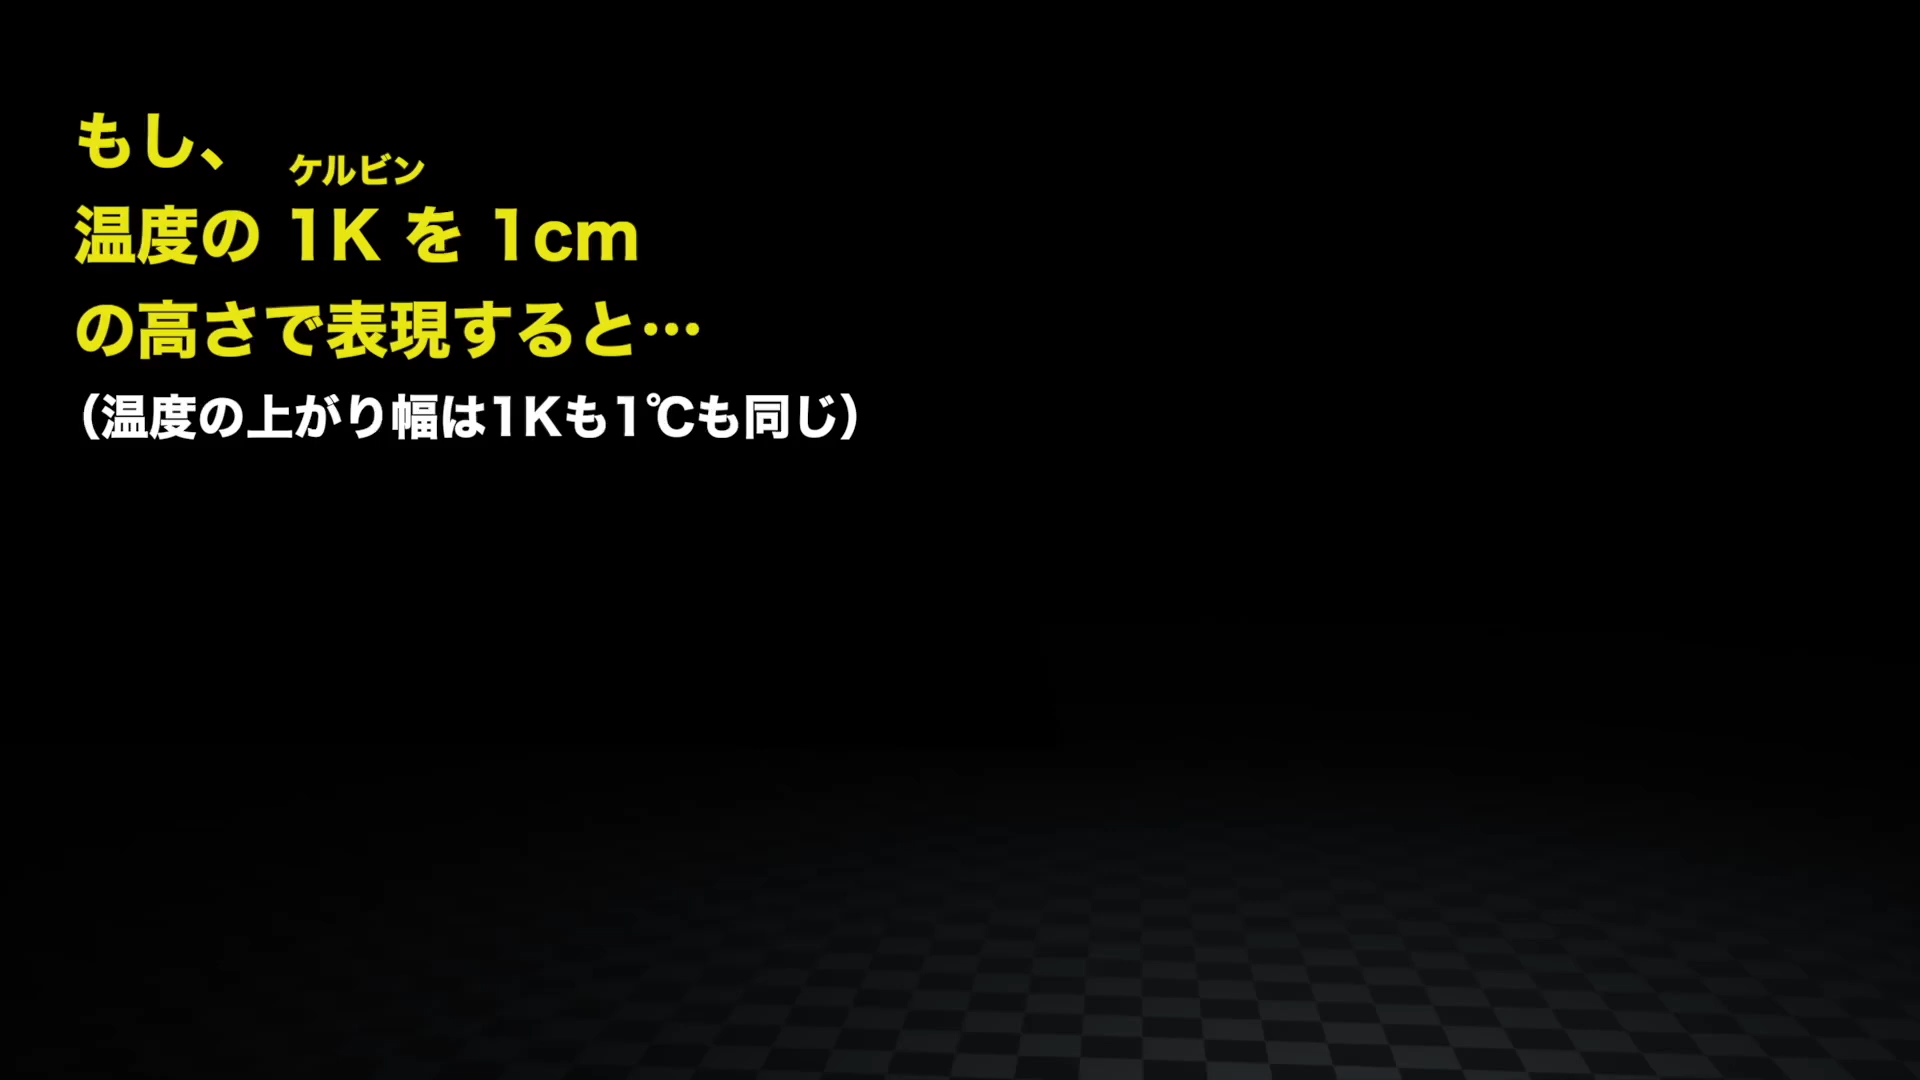 もし、
ケルビン
温度の 1K を 1cm
の高さで表現すると…
（温度の上がり幅は1Kも1℃も同じ）